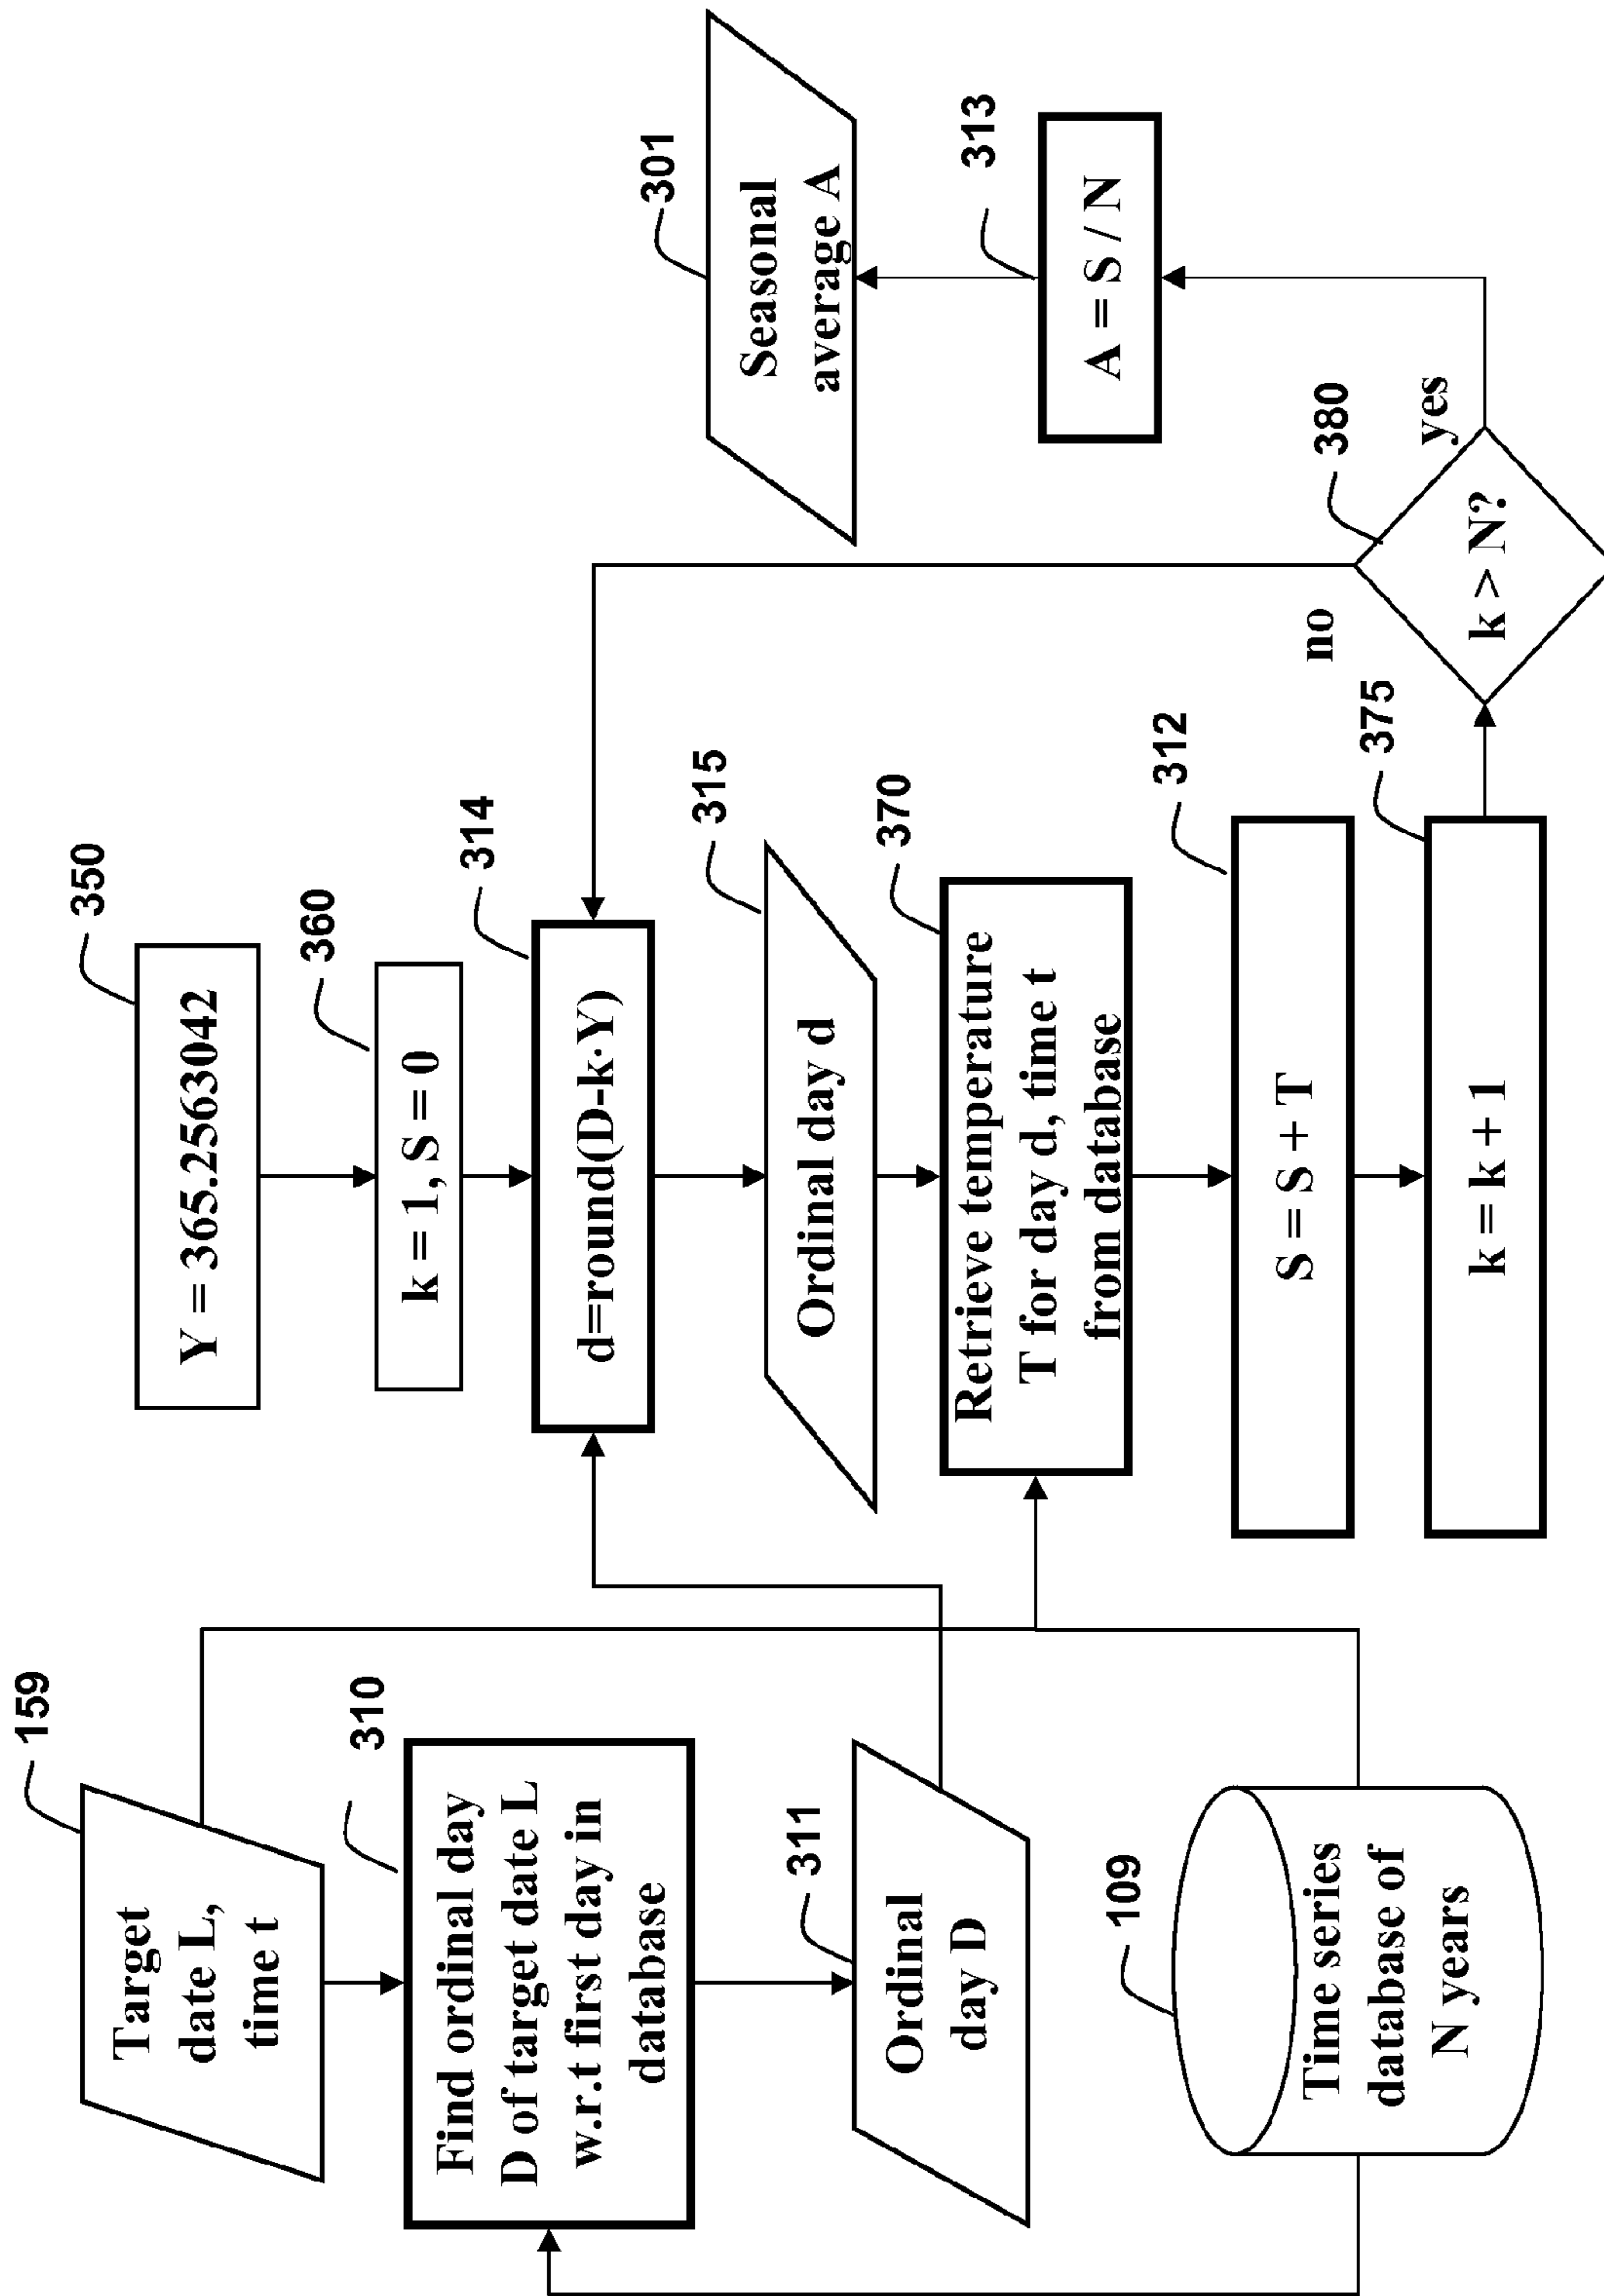 159
Target
date L,
time t
310
Find ordinal day
D of target date L
w.r.t first day in
database
311
Ordinal
day D
109
Time series
database of
N years
350
Y = 365.2563042
360
k = 1, S = 0
314
d=round(D-k·Y)
315
Ordinal day d
370
Retrieve temperature
T for day d, time t
from database
312
S = S + T
375
k = k + 1
380
k > N?
no
yes
313
A = S / N
301
Seasonal
average A